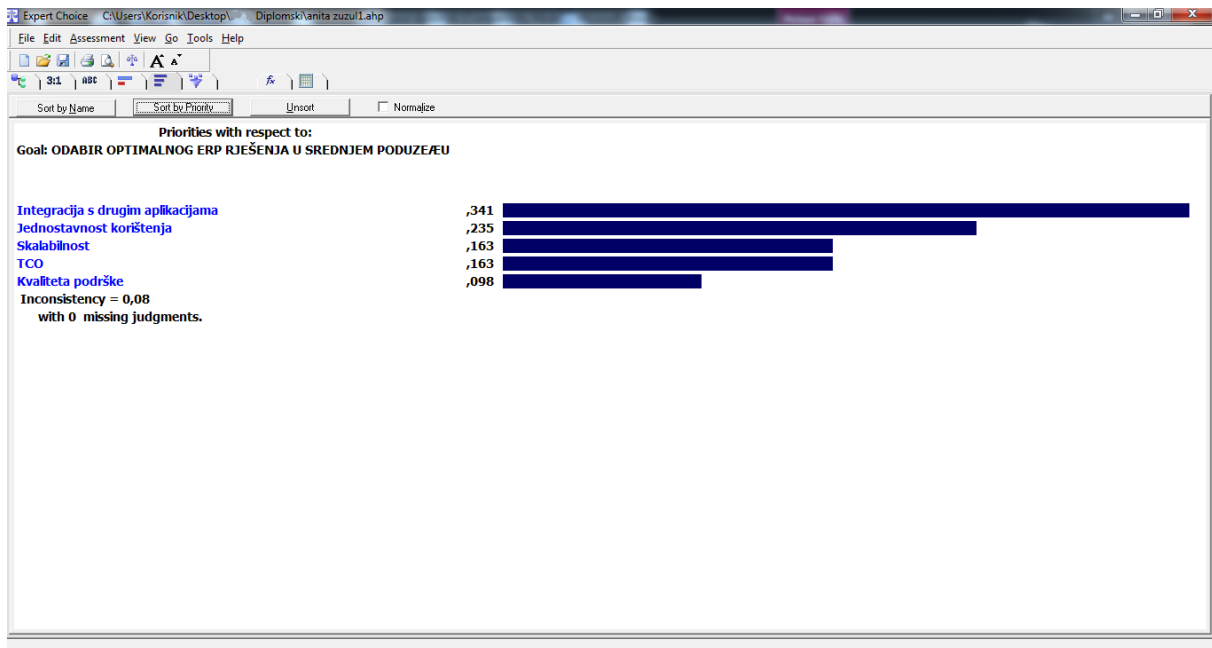 Expert Choice C:\Users\Korisnik\Desktop\ Diplomski\anita zuzul1.ahp
File Edit Assessment View Go Tools Help
3:1 ABC fx
Sort by Name Sort by Priority Unsort Normalize
Priorities with respect to:
Goal: ODABIR OPTIMALNOG ERP RJEŠENJA U SREDNJEM PODUZEÆU
Integracija s drugim aplikacijama ,341
Jednostavnost korištenja ,235
Skalabilnost ,163
TCO ,163
Kvaliteta podrške ,098
Inconsistency = 0,08
with 0 missing judgments.